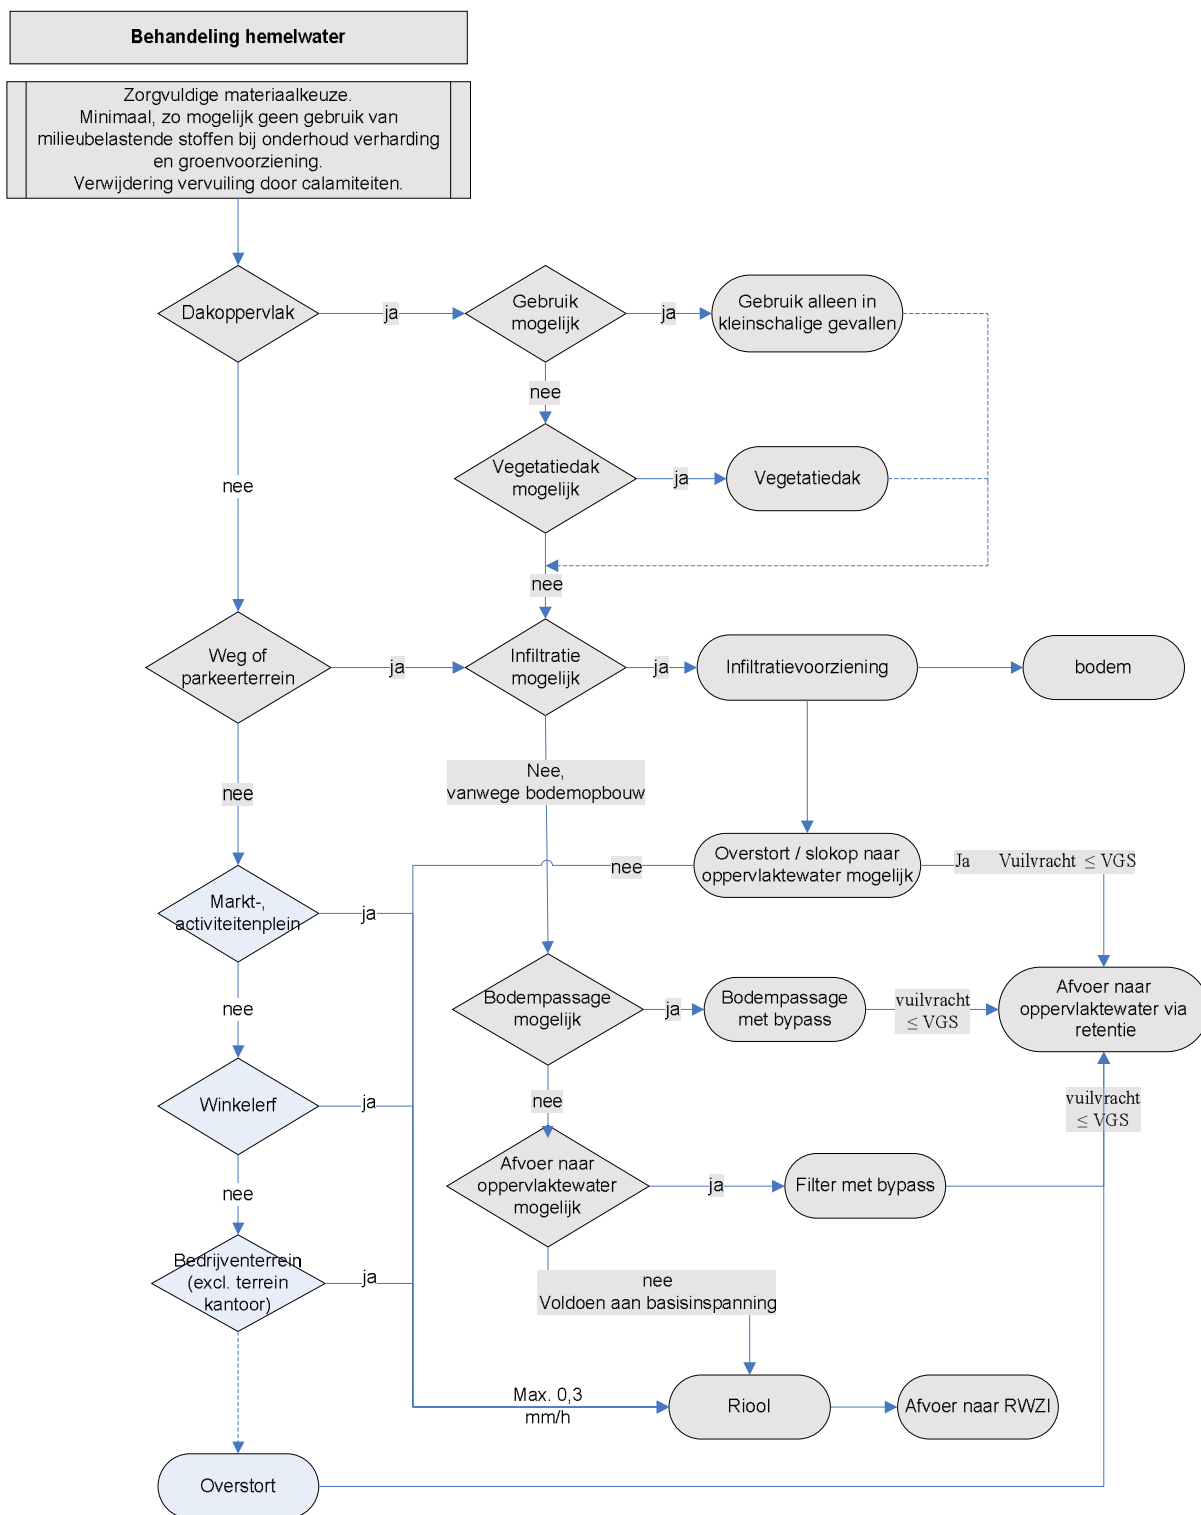 Behandeling hemelwater
Zorgvuldige materiaalkeuze.
Minimaal, zo mogelijk geen gebruik van
milieubelastende stoffen bij onderhoud verharding
en groenvoorziening.
Verwijdering vervuiling door calamiteiten.
Dakoppervlak
ja
Gebruik
mogelijk
ja
Gebruik alleen in
kleinschalige gevallen
nee
Vegetatiedak
mogelijk
ja
Vegetatiedak
nee
nee
Weg of
parkeerterrein
ja
Infiltratie
mogelijk
ja
Infiltratievoorziening
bodem
nee
Nee,
vanwege bodemopbouw
nee
Overstort / slokop naar
oppervlaktewater mogelijk
Ja Vuilvracht ≤ VGS
Markt-,
activiteitenplein
ja
nee
Bodempassage
mogelijk
ja
Bodempassage
met bypass
vuilvracht
≤ VGS
Afvoer naar
oppervlaktewater via
retentie
nee
Winkelerf
ja
vuilvracht
≤ VGS
nee
Afvoer naar
oppervlaktewater
mogelijk
ja
Filter met bypass
Bedrijventerrein
(excl. terrein
kantoor)
ja
nee
Voldoen aan basisinspanning
Max. 0,3
mm/h
Riool
Afvoer naar RWZI
Overstort